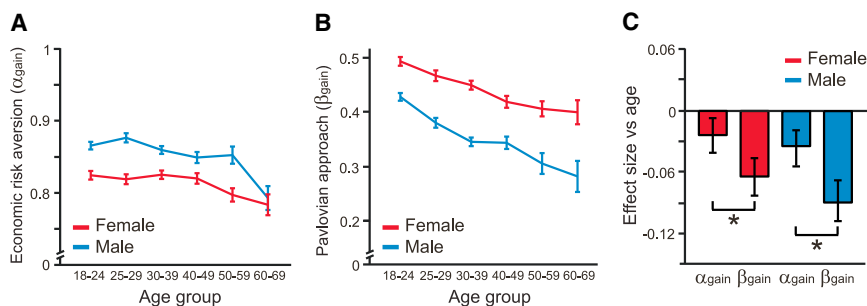 A
Economic risk aversion (αgain)
1
0.9
0.8
0
Female
Male
18-24 25-29 30-39 40-49 50-59 60-69
Age group
B
Pavlovian approach (βgain)
0.5
0.4
0.3
0.2
0
Female
Male
18-24 25-29 30-39 40-49 50-59 60-69
Age group
C
Effect size vs age
0.06
0
-0.06
-0.12
Female
Male
*
*
αgain βgain αgain βgain